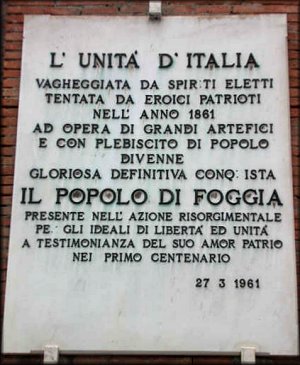 L' UNITÀ D'ITALIA
VAGHEGGIATA DA SPIR:TI ELETTI
TENTATA DA EROICI PATRIOTI
NELL' ANNO 1861
AD OPERA DI GRANDI ARTEFICI
E CON PLEBISCITO DI POPOLO
DIVENNE
GLORIOSA DEFINITIVA CONQ: ISTA
IL POPOLO DI FOGGIA
PRESENTE NELL' AZIONE RISORGIMENTALE
PE: GLI IDEALI DI LIBERTÀ ED UNITÀ
A TESTIMONIANZA DEL SUO AMOR PATRIO
NEI PRIMO CENTENARIO
27 3 1961